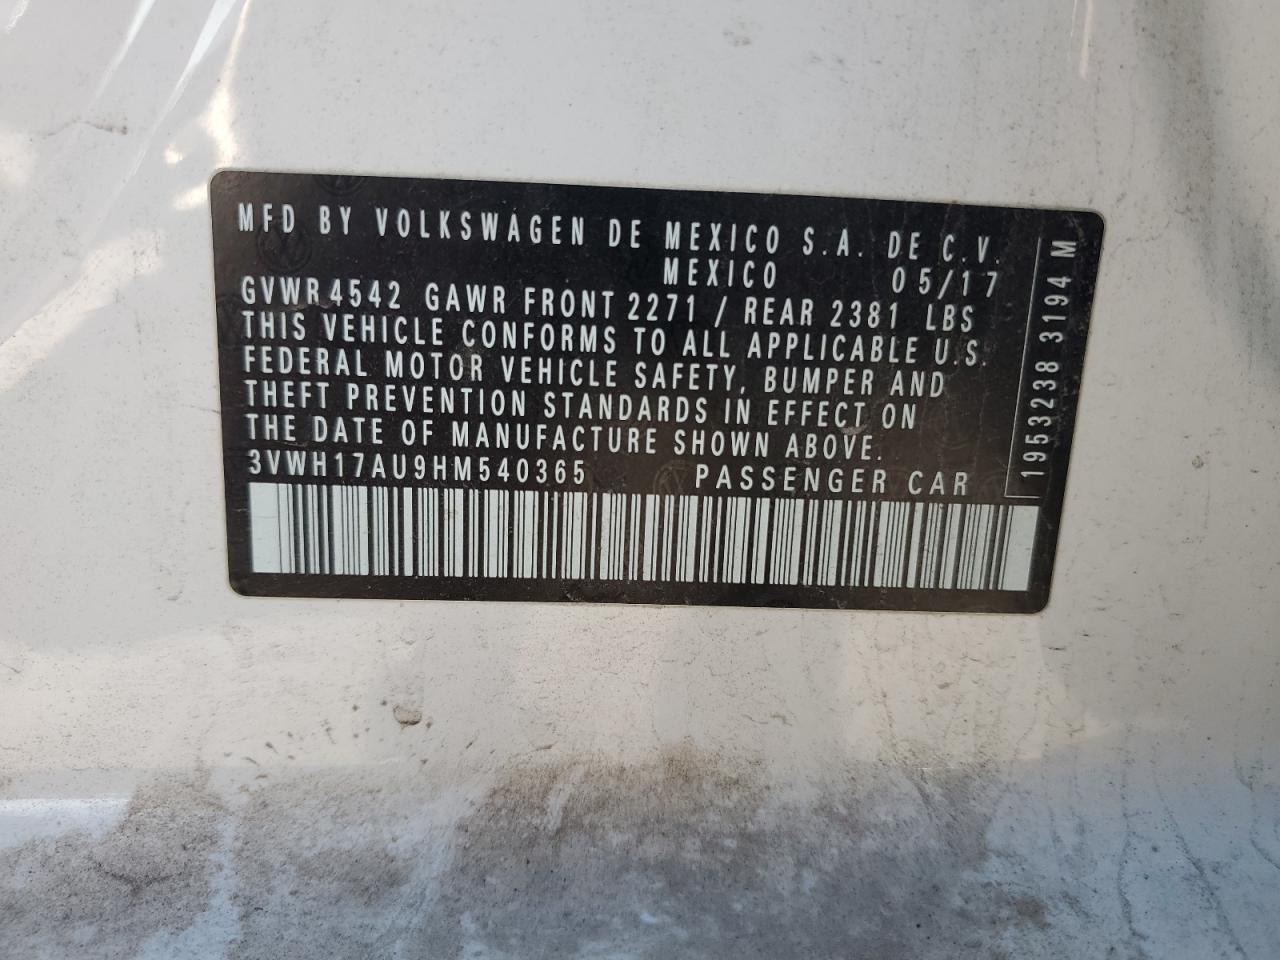 MFD BY VOLKSWAGEN DE MEXICO S.A. DE C.V.
MEXICO 05/17
GVWR 4542 GAWR FRONT 2271 / REAR 2381 LBS
THIS VEHICLE CONFORMS TO ALL APPLICABLE U.S.
FEDERAL MOTOR VEHICLE SAFETY, BUMPER AND
THEFT PREVENTION STANDARDS IN EFFECT ON
THE DATE OF MANUFACTURE SHOWN ABOVE.
3VWH17AU9HM540365 PASSENGER CAR
1953238 3194 M